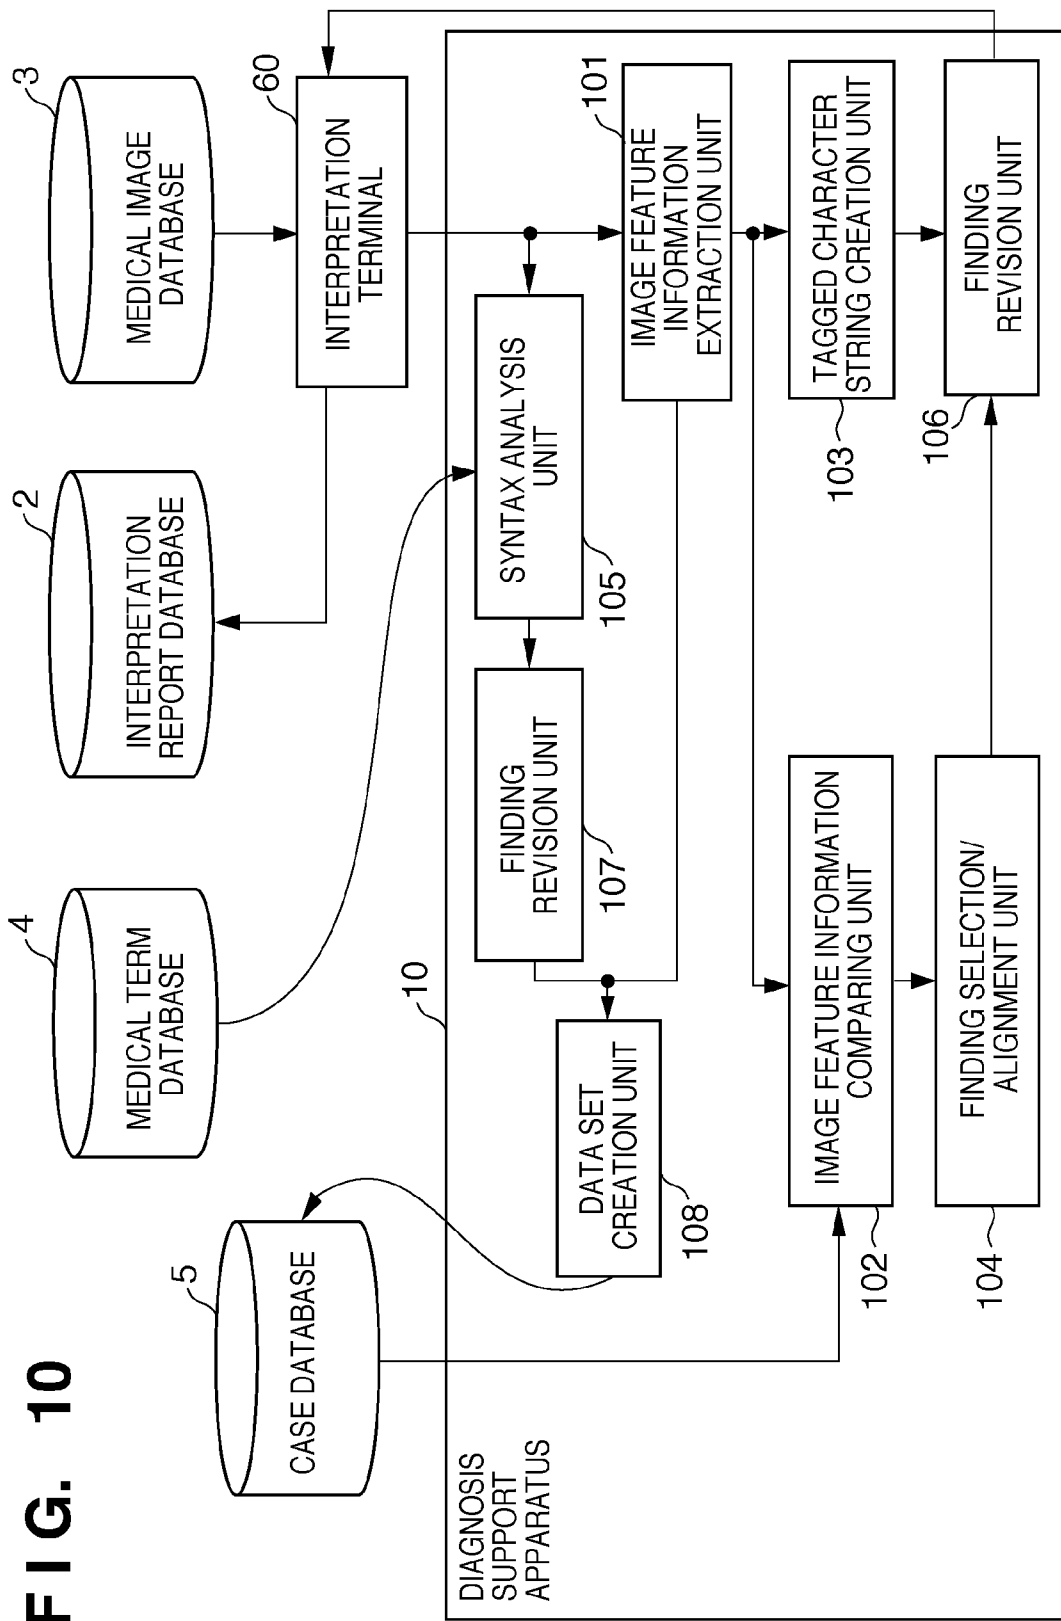 FIG. 10
5
CASE DATABASE
4
MEDICAL TERM
DATABASE
2
INTERPRETATION
REPORT DATABASE
3
MEDICAL IMAGE
DATABASE
60
INTERPRETATION
TERMINAL
10
DIAGNOSIS
SUPPORT
APPARATUS
DATA SET
CREATION UNIT
108
FINDING
REVISION UNIT
107
SYNTAX ANALYSIS
UNIT
105
101
IMAGE FEATURE
INFORMATION
EXTRACTION UNIT
IMAGE FEATURE INFORMATION
COMPARING UNIT
102
TAGGED CHARACTER
STRING CREATION UNIT
103
FINDING SELECTION/
ALIGNMENT UNIT
104
FINDING
REVISION UNIT
106